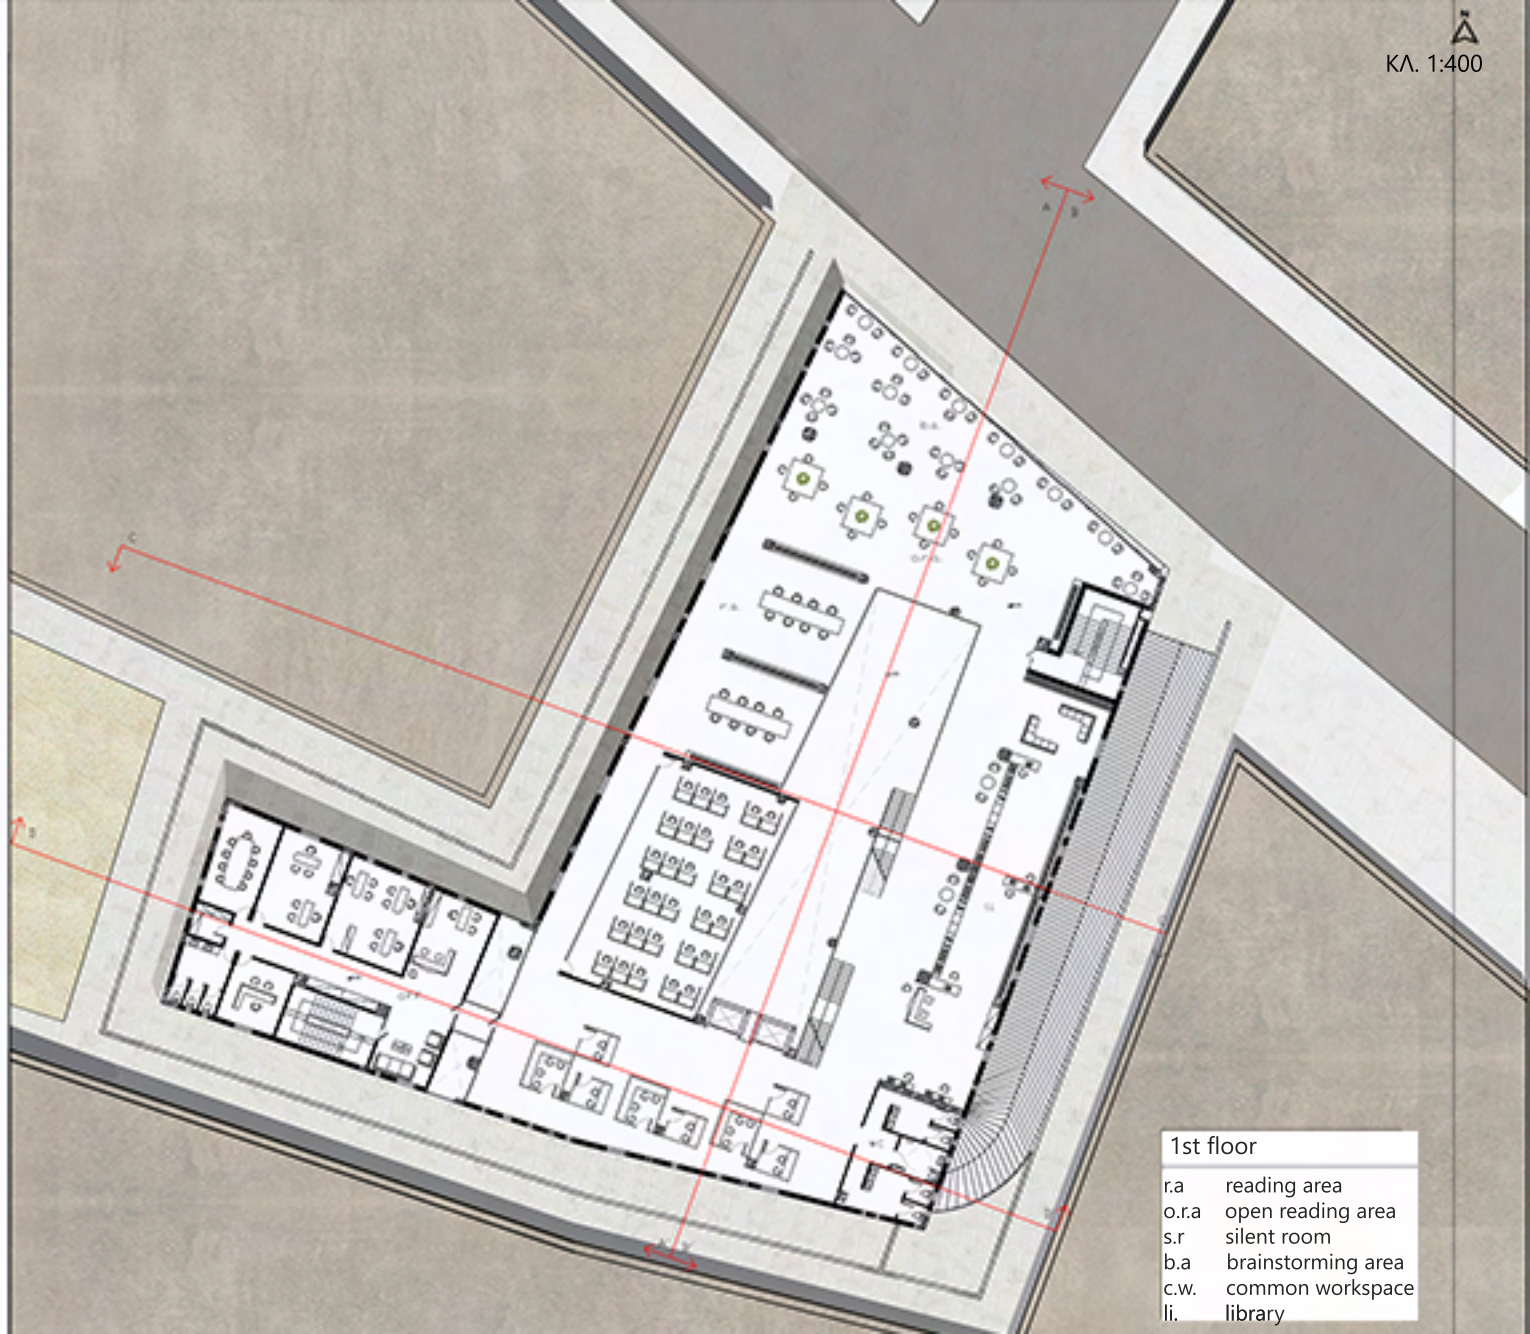 N
ΚΛ. 1:400
A B
C
b.a.
o.r.a.
B
1st floor
r.a reading area
o.r.a open reading area
s.r silent room
b.a brainstorming area
c.w. common workspace
li. library